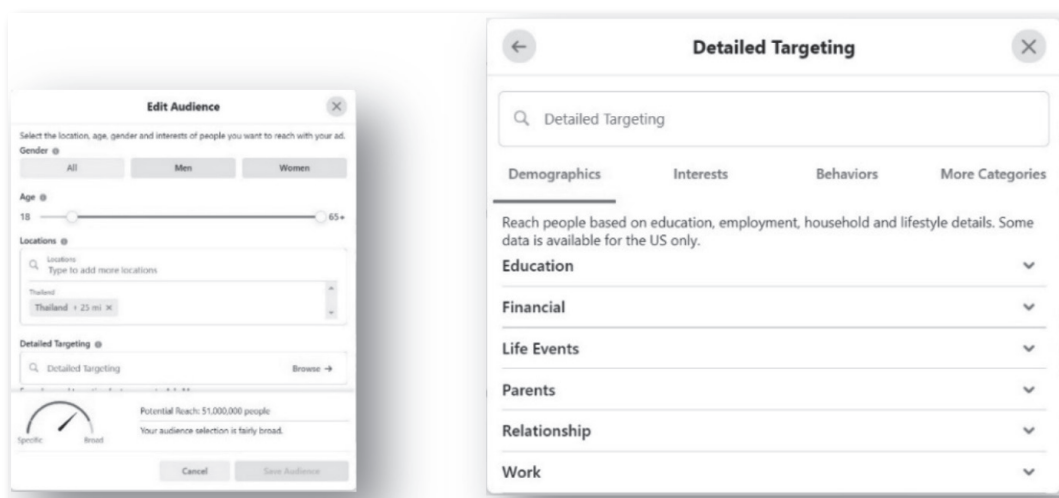 Edit Audience
Select the location, age, gender and interests of people you want to reach with your ad.
Gender
All Men Women
Age
18 65+
Locations
Locations
Type to add more locations
Thailand
Thailand + 25 mi ×
Detailed Targeting
Detailed Targeting Browse →
Potential Reach: 51,000,000 people
Your audience selection is fairly broad.
Specific Broad
Cancel Save Audience
Detailed Targeting
Detailed Targeting
Demographics Interests Behaviors More Categories
Reach people based on education, employment, household and lifestyle details. Some
data is available for the US only.
Education
Financial
Life Events
Parents
Relationship
Work